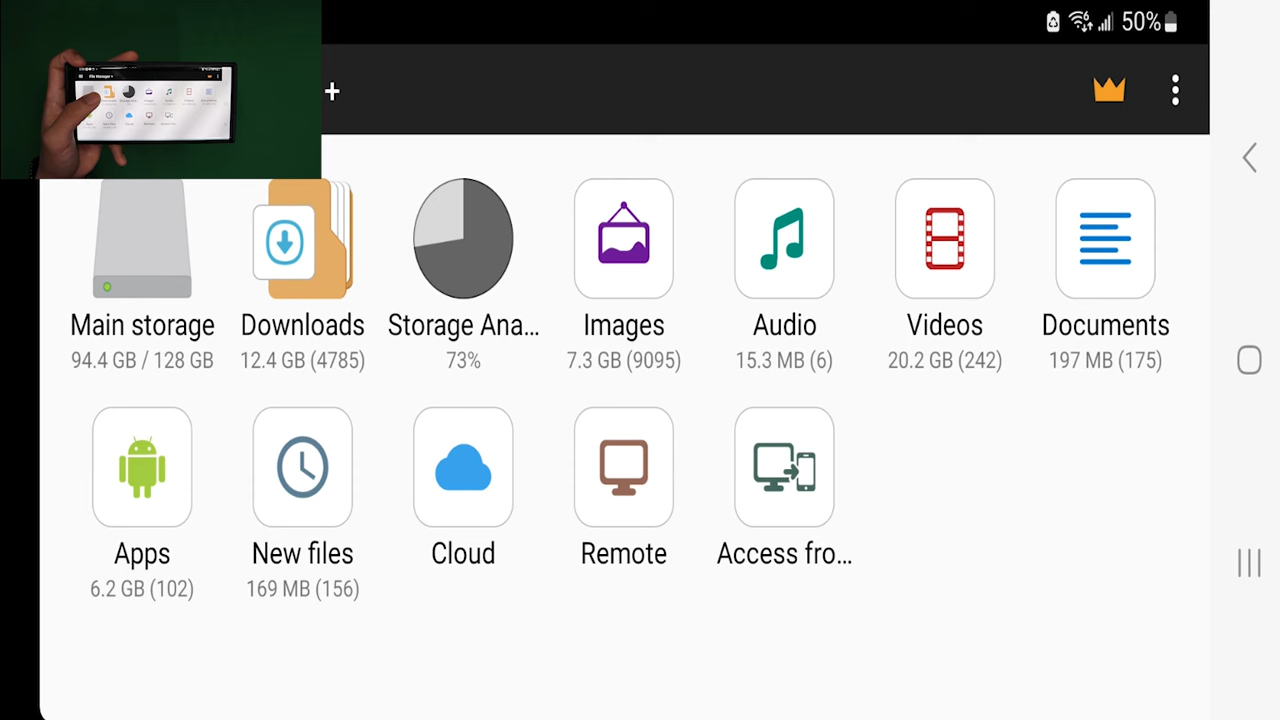 50%
+
Main storage
94.4 GB / 128 GB
Downloads
12.4 GB (4785)
Storage Ana...
73%
Images
7.3 GB (9095)
Audio
15.3 MB (6)
Videos
20.2 GB (242)
Documents
197 MB (175)
Apps
6.2 GB (102)
New files
169 MB (156)
Cloud
Remote
Access fro...